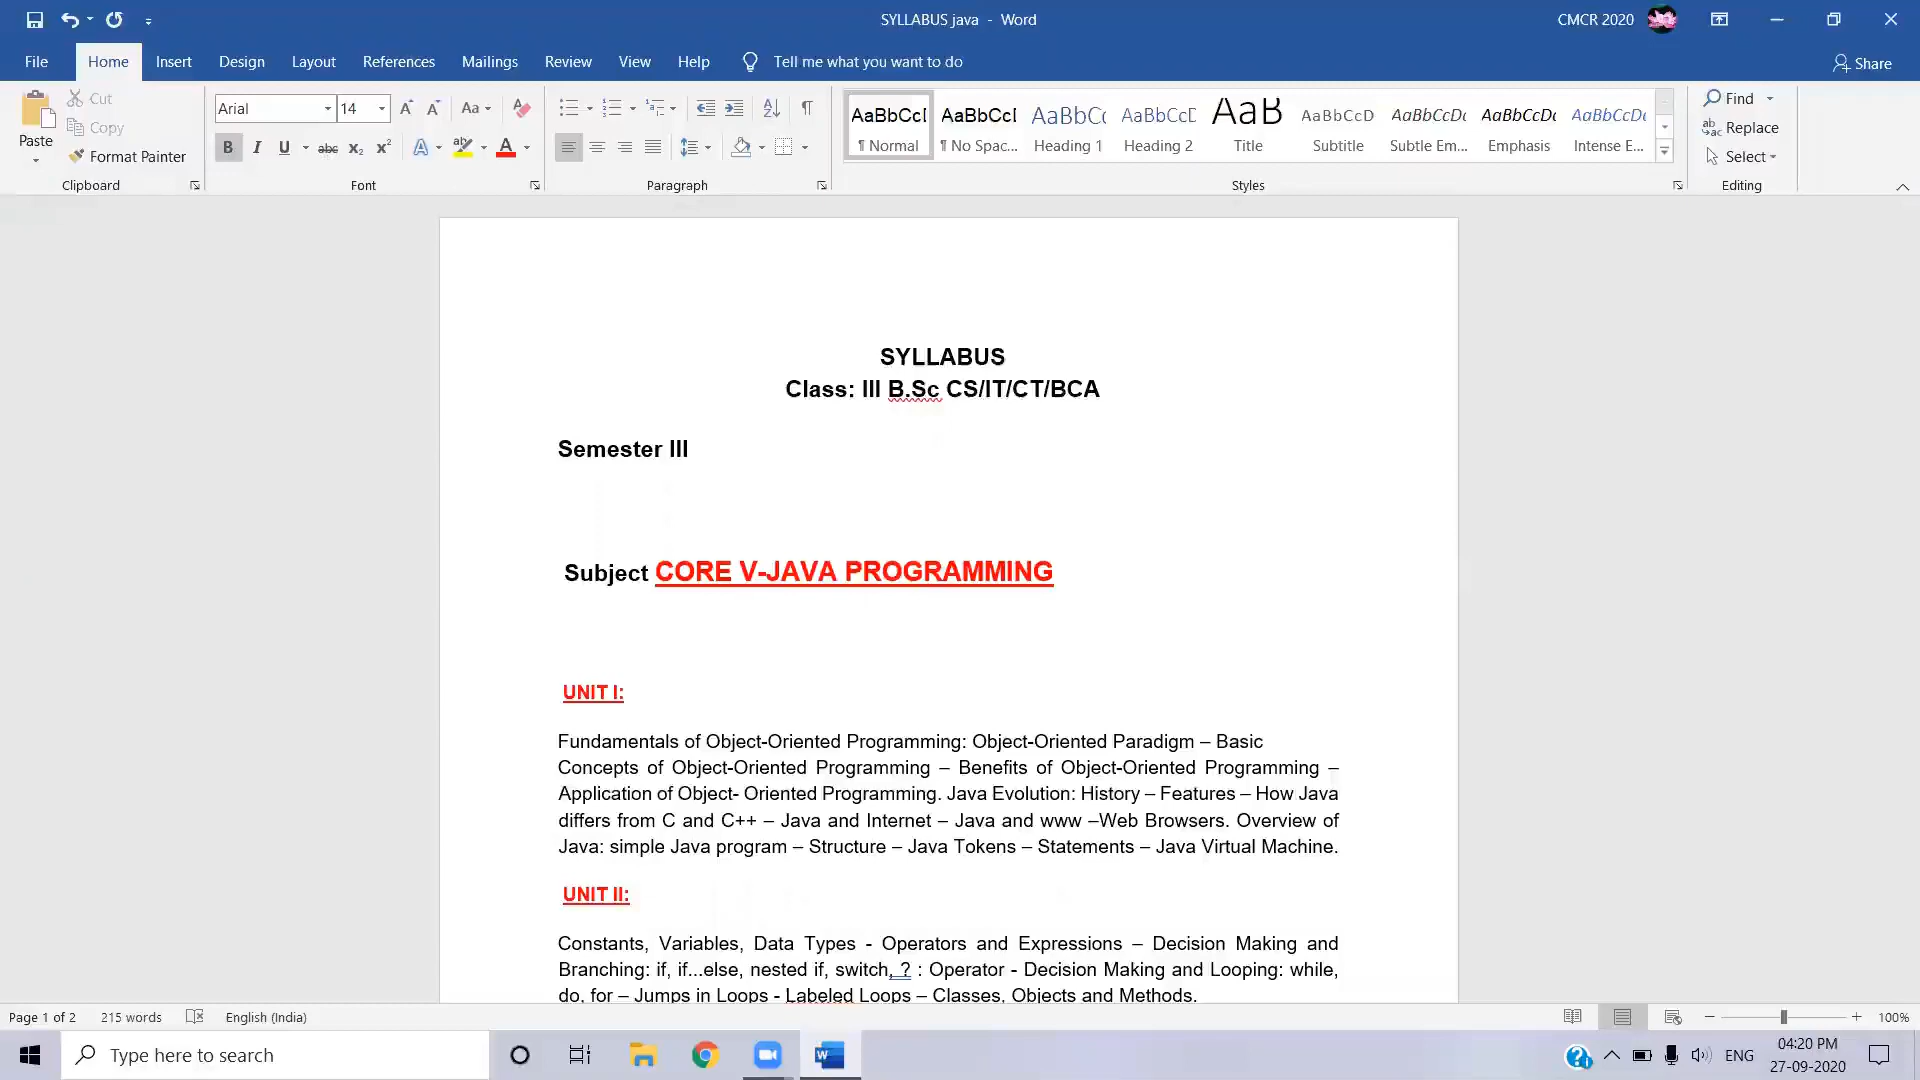 SYLLABUS java - Word
CMCR 2020
File Home Insert Design Layout References Mailings Review View Help Tell me what you want to do
Share
Paste
Cut
Copy
Format Painter
Clipboard
Arial 14
Font
Paragraph
AaBbCcI AaBbCcI AaBbCc AaBbCcD AaB AaBbCcD AaBbCcDc AaBbCcDc AaBbCcDc
¶ Normal ¶ No Spac... Heading 1 Heading 2 Title Subtitle Subtle Em... Emphasis Intense E...
Styles
Find
Replace
Select
Editing
SYLLABUS
Class: III B.Sc CS/IT/CT/BCA
Semester III
Subject CORE V-JAVA PROGRAMMING
UNIT I:
Fundamentals of Object-Oriented Programming: Object-Oriented Paradigm – Basic
Concepts of Object-Oriented Programming – Benefits of Object-Oriented Programming –
Application of Object- Oriented Programming. Java Evolution: History – Features – How Java
differs from C and C++ – Java and Internet – Java and www –Web Browsers. Overview of
Java: simple Java program – Structure – Java Tokens – Statements – Java Virtual Machine.
UNIT II:
Constants, Variables, Data Types - Operators and Expressions – Decision Making and
Branching: if, if...else, nested if, switch, ? : Operator - Decision Making and Looping: while,
do, for – Jumps in Loops - Labeled Loops – Classes, Objects and Methods.
Page 1 of 2 215 words English (India) 100%
Type here to search
ENG
04:20 PM
27-09-2020